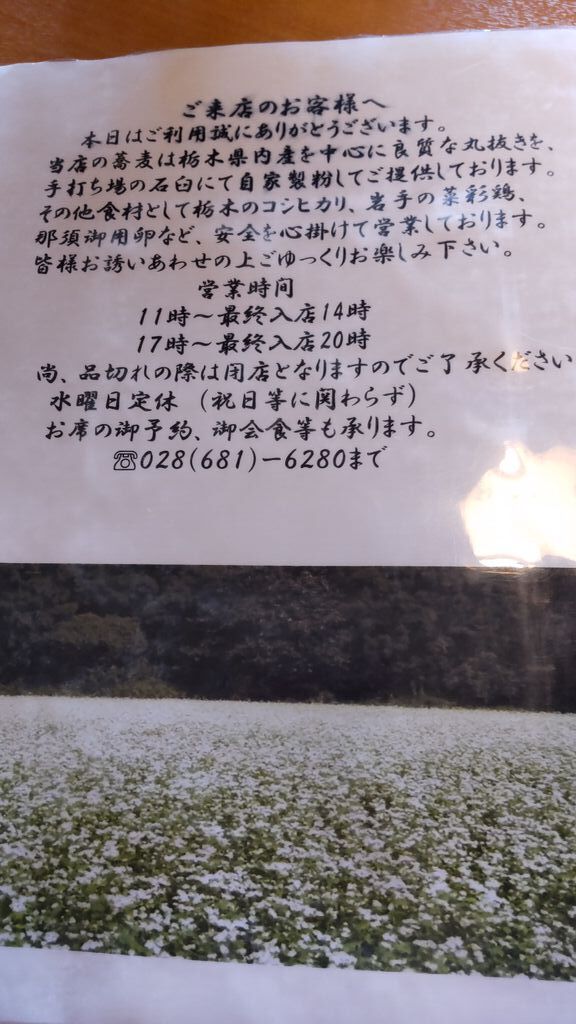 ご来店のお客様へ
本日はご利用誠にありがとうございます。
当店の蕎麦は栃木県内産を中心に良質な丸抜きを、
手打ち場の石臼にて自家製粉してご提供しております。
その他食材として栃木のコシヒカリ、岩手の菜彩鶏、
那須御用卵など、安全を心掛けて営業しております。
皆様お誘いあわせの上ごゆっくりお楽しみ下さい。
営業時間
11時〜最終入店14時
17時〜最終入店20時
尚、品切れの際は閉店となりますのでご了承ください
水曜日定休（祝日等に関わらず）
お席の御予約、御会食等も承ります。
☏028(681)ー6280まで